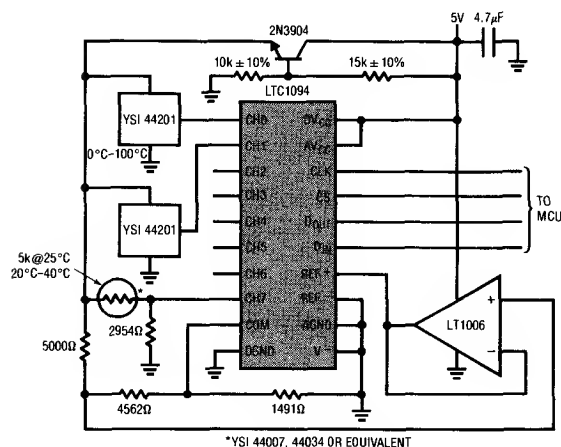 2N3904
5V
4.7µF
10k ± 10%
15k ± 10%
LTC1094
YSI 44201
0°C–100°C
CH0
DVCC
CH1
AVCC
CH2
CLK
CH3
CS
CH4
DOUT
CH5
DIN
CH6
REF+
CH7
REF–
COM
AGND
DGND
V–
TO
MCU
YSI 44201
5k@25°C
20°C–40°C
*
2954Ω
5000Ω
4562Ω
1491Ω
+
LT1006
–
*YSI 44007, 44034 OR EQUIVALENT